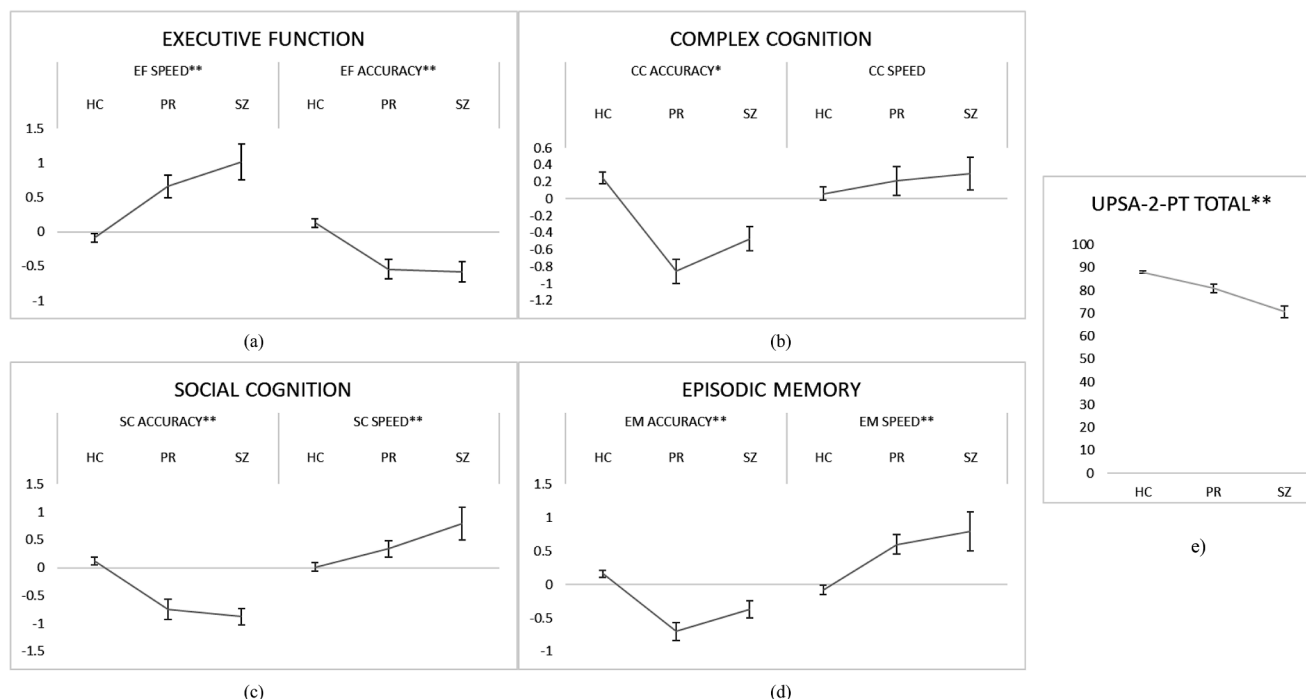 EXECUTIVE FUNCTION
EF SPEED** EF ACCURACY**
HC PR SZ HC PR SZ
1.5
1
0.5
0
-0.5
-1
(a)
COMPLEX COGNITION
CC ACCURACY* CC SPEED
HC PR SZ HC PR SZ
0.6
0.4
0.2
0
-0.2
-0.4
-0.6
-0.8
-1
-1.2
(b)
SOCIAL COGNITION
SC ACCURACY** SC SPEED**
HC PR SZ HC PR SZ
1.5
1
0.5
0
-0.5
-1
-1.5
(c)
EPISODIC MEMORY
EM ACCURACY** EM SPEED**
HC PR SZ HC PR SZ
1.5
1
0.5
0
-0.5
-1
(d)
UPSA-2-PT TOTAL**
100
90
80
70
60
50
40
30
20
10
0
HC PR SZ
e)